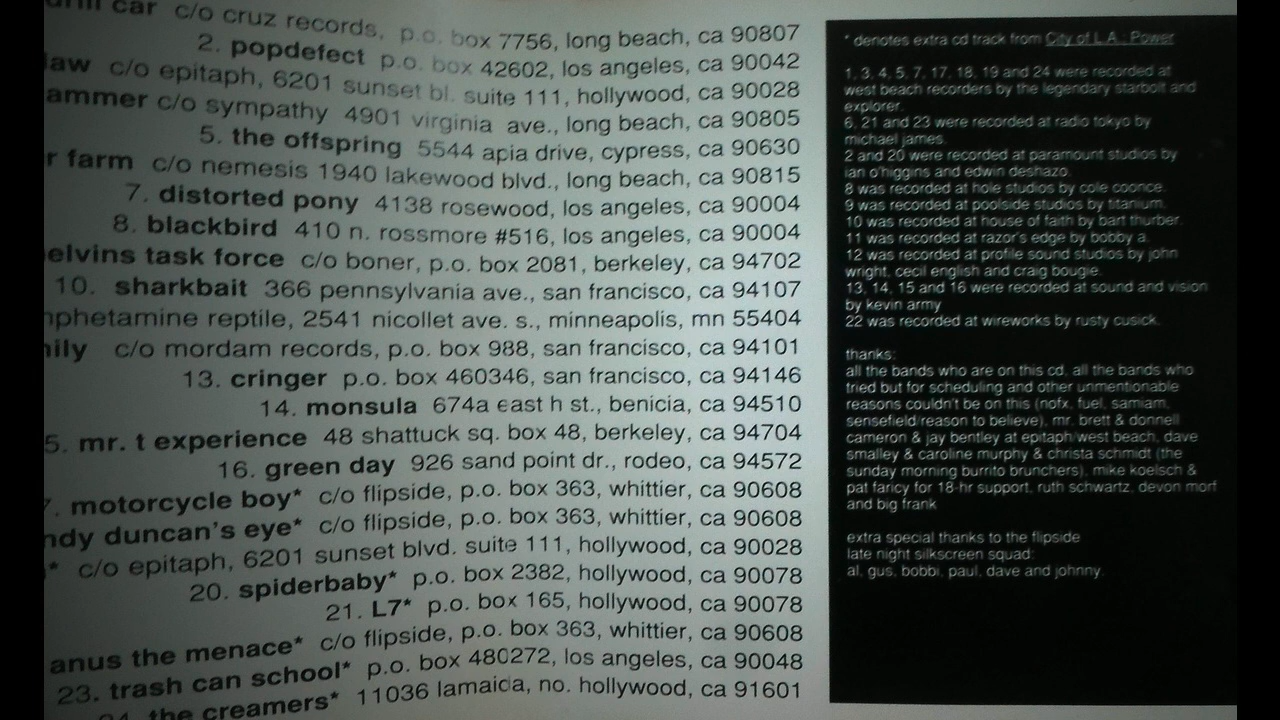 drill car c/o cruz records, p.o. box 7756, long beach, ca 90807
2. popdefect p.o. box 42602, los angeles, ca 90042
law c/o epitaph, 6201 sunset bl. suite 111, hollywood, ca 90028
ammer c/o sympathy 4901 virginia ave., long beach, ca 90805
5. the offspring 5544 apia drive, cypress, ca 90630
r farm c/o nemesis 1940 lakewood blvd., long beach, ca 90815
7. distorted pony 4138 rosewood, los angeles, ca 90004
8. blackbird 410 n. rossmore #516, los angeles, ca 90004
elvins task force c/o boner, p.o. box 2081, berkeley, ca 94702
10. sharkbait 366 pennsylvania ave., san francisco, ca 94107
mphetamine reptile, 2541 nicollet ave. s., minneapolis, mn 55404
ily c/o mordam records, p.o. box 988, san francisco, ca 94101
13. cringer p.o. box 460346, san francisco, ca 94146
14. monsula 674a east h st., benicia, ca 94510
5. mr. t experience 48 shattuck sq. box 48, berkeley, ca 94704
16. green day 926 sand point dr., rodeo, ca 94572
7. motorcycle boy* c/o flipside, p.o. box 363, whittier, ca 90608
ndy duncan's eye* c/o flipside, p.o. box 363, whittier, ca 90608
* c/o epitaph, 6201 sunset blvd. suite 111, hollywood, ca 90028
20. spiderbaby* p.o. box 2382, hollywood, ca 90078
21. L7* p.o. box 165, hollywood, ca 90078
anus the menace* c/o flipside, p.o. box 363, whittier, ca 90608
23. trash can school* p.o. box 480272, los angeles, ca 90048
24. the creamers* 11036 lamaica, no. hollywood, ca 91601
* denotes extra cd track from City of L.A.: Power
1, 3, 4, 5, 7, 17, 18, 19 and 24 were recorded at
west beach recorders by the legendary starbolt and
explorer.
6, 21 and 23 were recorded at radio tokyo by
michael james.
2 and 20 were recorded at paramount studios by
ian o'higgins and edwin deshazo.
8 was recorded at hole studios by cole coonce.
9 was recorded at poolside studios by titanium.
10 was recorded at house of faith by bart thurber.
11 was recorded at razor's edge by bobby a.
12 was recorded at profile sound studios by john
wright, cecil english and craig bougie.
13, 14, 15 and 16 were recorded at sound and vision
by kevin army
22 was recorded at wireworks by rusty cusick.
thanks:
all the bands who are on this cd, all the bands who
tried but for scheduling and other unmentionable
reasons couldn't be on this (nofx, fuel, samiam,
sensefield/reason to believe), mr. brett & donnell
cameron & jay bentley at epitaph/west beach, dave
smalley & caroline murphy & christa schmidt (the
sunday morning burrito brunchers), mike koelsch &
pat faricy for 18-hr support, ruth schwartz, devon morf
and big frank
extra special thanks to the flipside
late night silkscreen squad:
al, gus, bobbi, paul, dave and johnny.